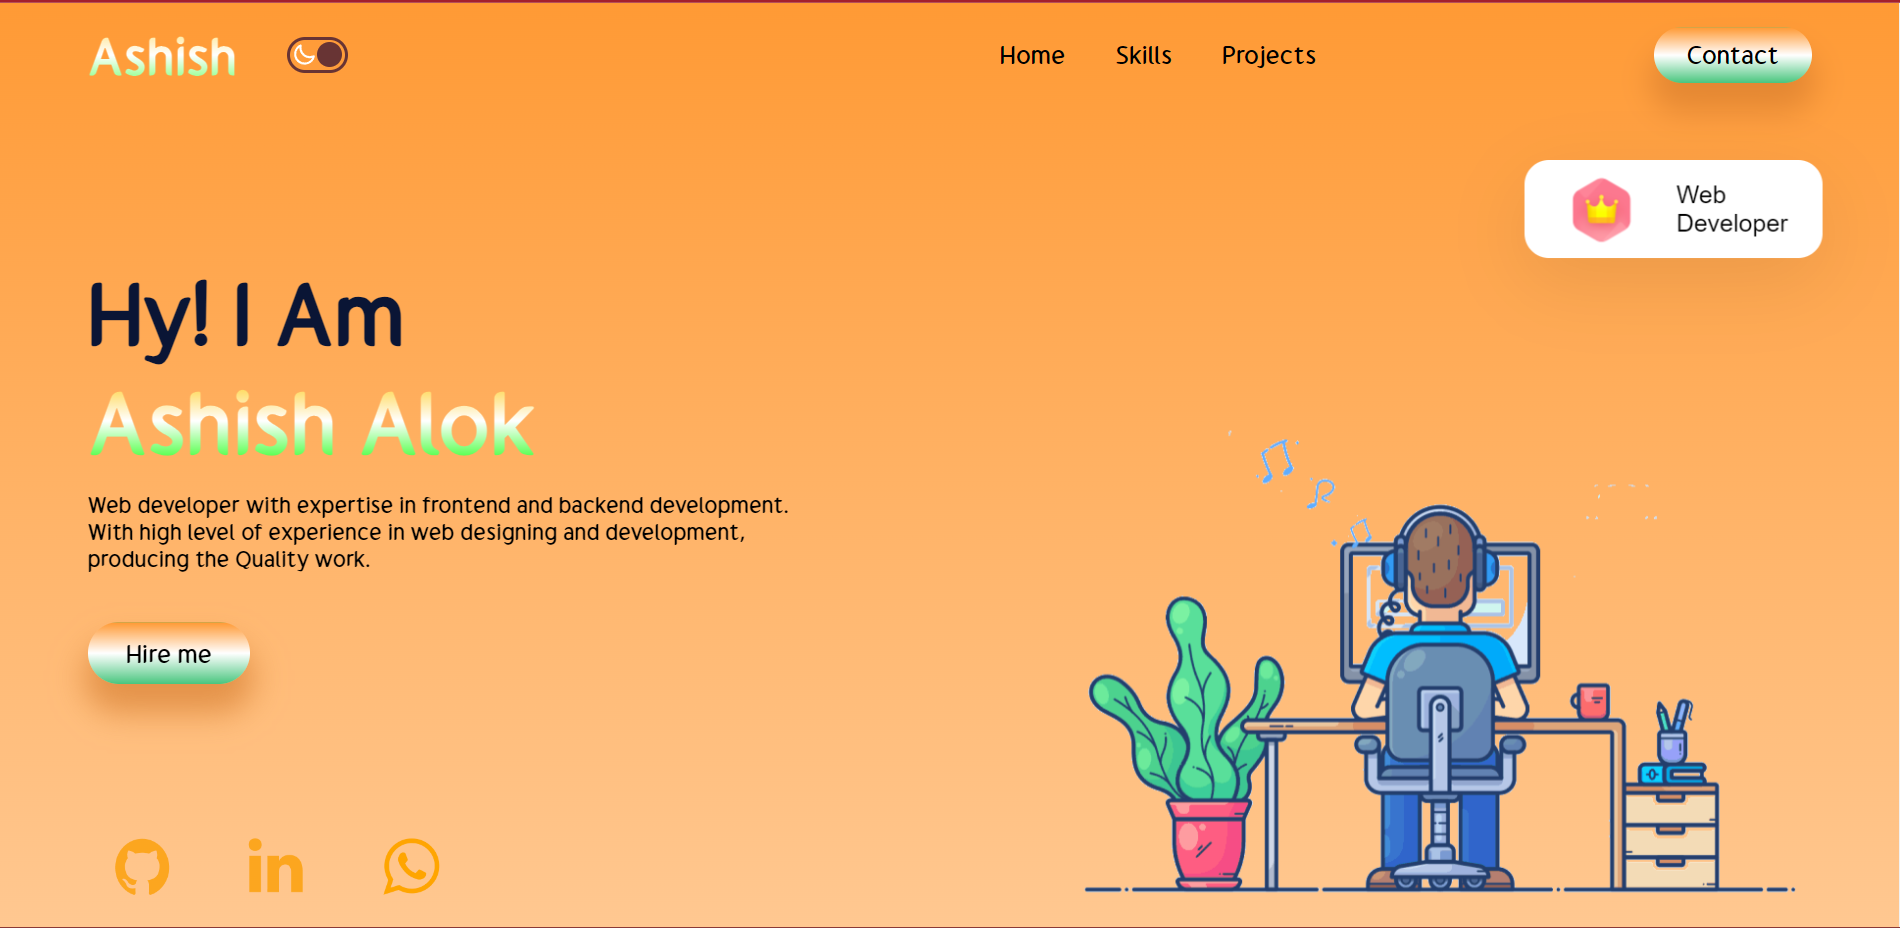 Ashish
Home Skills Projects
Contact
Web
Developer
Hy! I Am
Ashish Alok
Web developer with expertise in frontend and backend development.
With high level of experience in web designing and development,
producing the Quality work.
Hire me
in